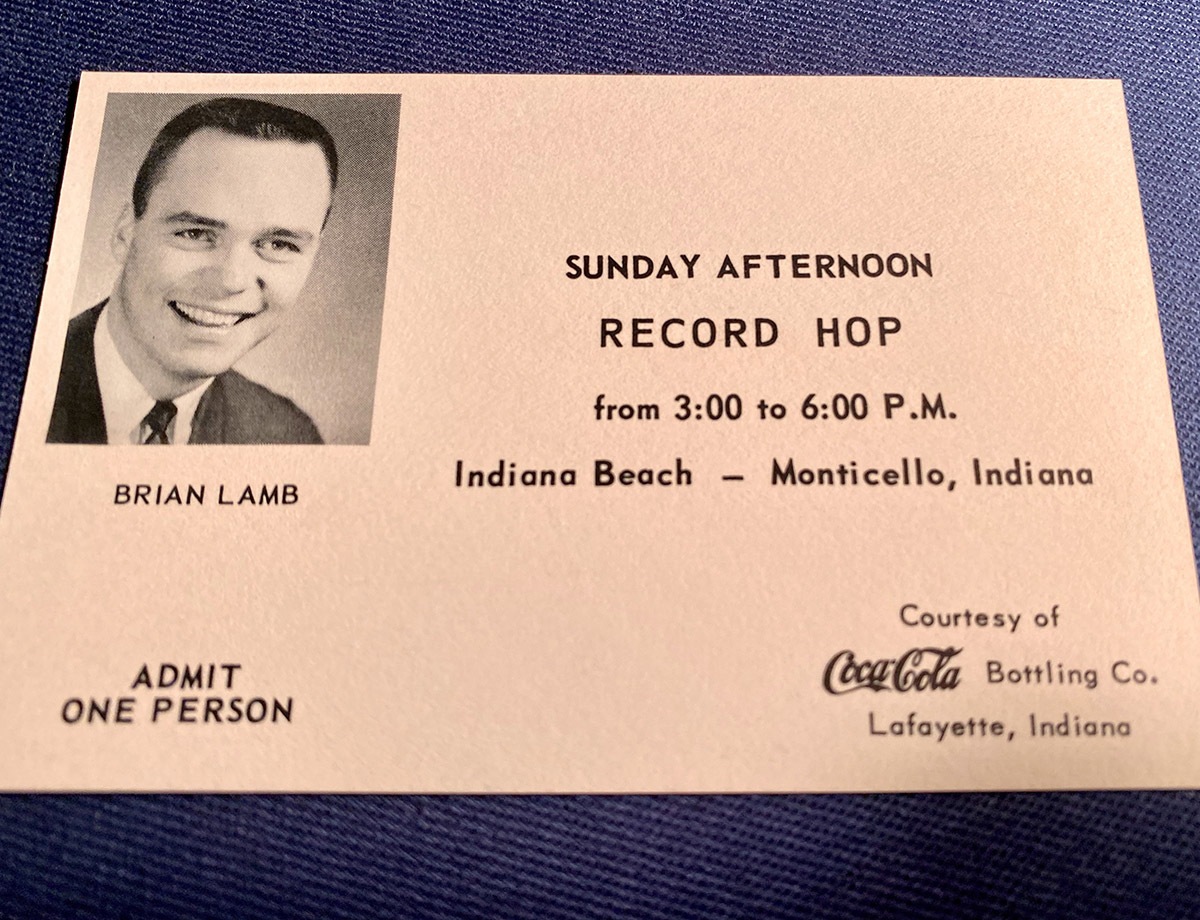 SUNDAY AFTERNOON
RECORD HOP
from 3:00 to 6:00 P.M.
Indiana Beach – Monticello, Indiana
BRIAN LAMB
ADMIT
ONE PERSON
Courtesy of
Coca-Cola Bottling Co.
Lafayette, Indiana